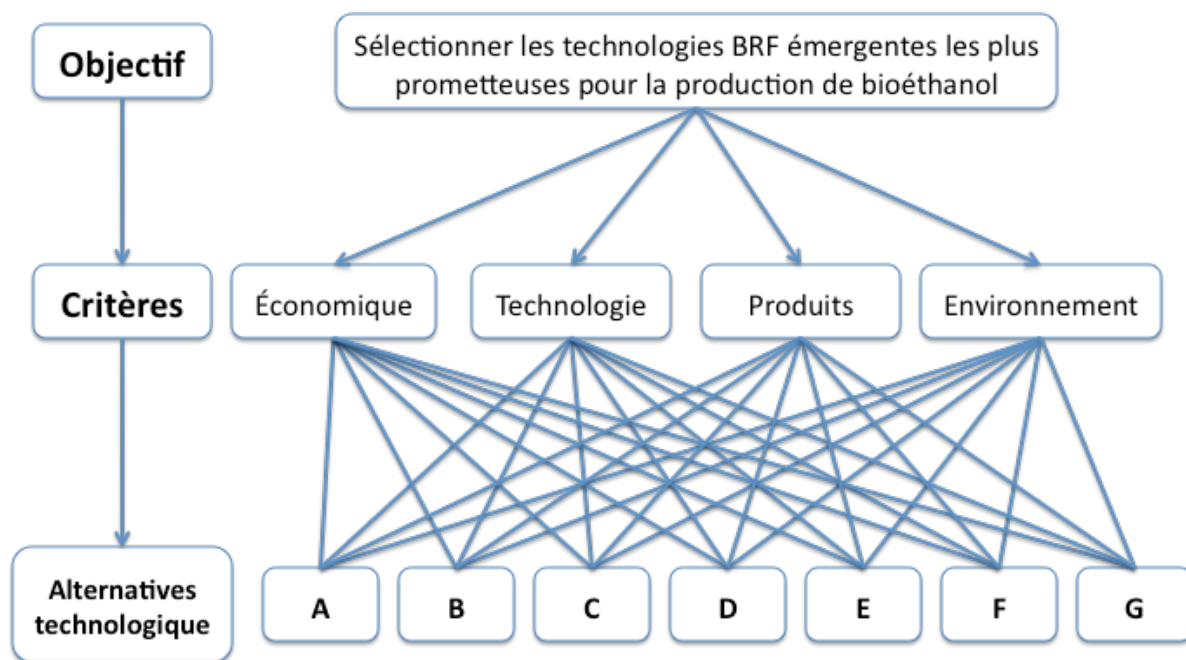 Objectif
Sélectionner les technologies BRF émergentes les plus
prometteuses pour la production de bioéthanol
Critères
Économique
Technologie
Produits
Environnement
Alternatives
technologique
A
B
C
D
E
F
G